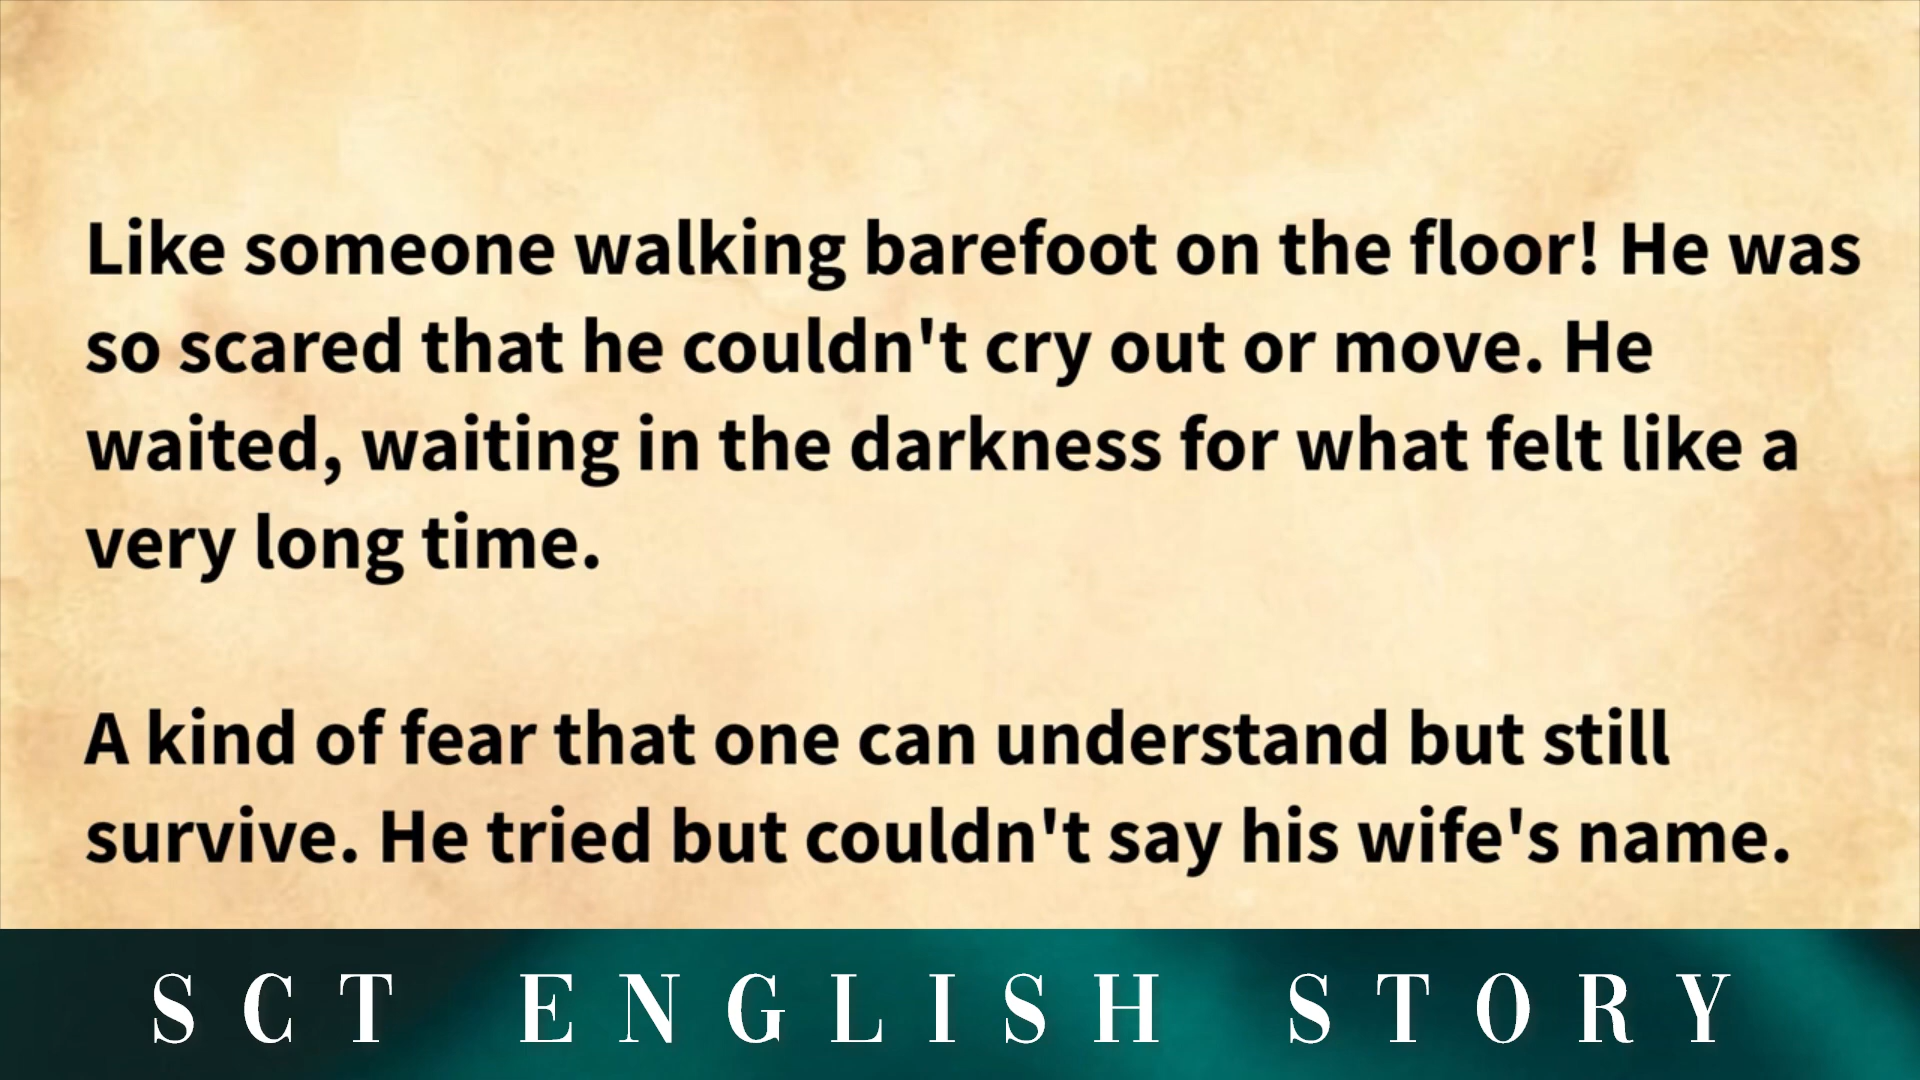 Like someone walking barefoot on the floor! He was
so scared that he couldn't cry out or move. He
waited, waiting in the darkness for what felt like a
very long time.
A kind of fear that one can understand but still
survive. He tried but couldn't say his wife's name.
SCT ENGLISH STORY